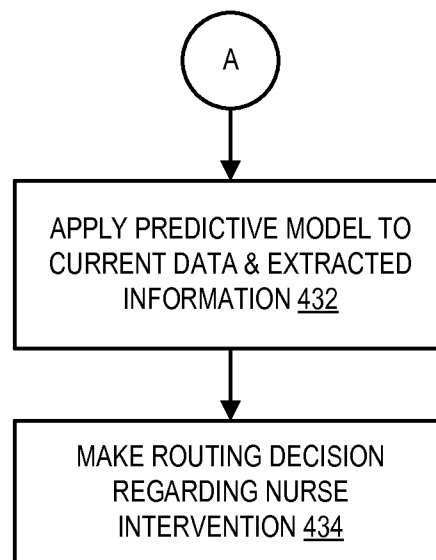 A
APPLY PREDICTIVE MODEL TO
CURRENT DATA & EXTRACTED
INFORMATION 432
MAKE ROUTING DECISION
REGARDING NURSE
INTERVENTION 434